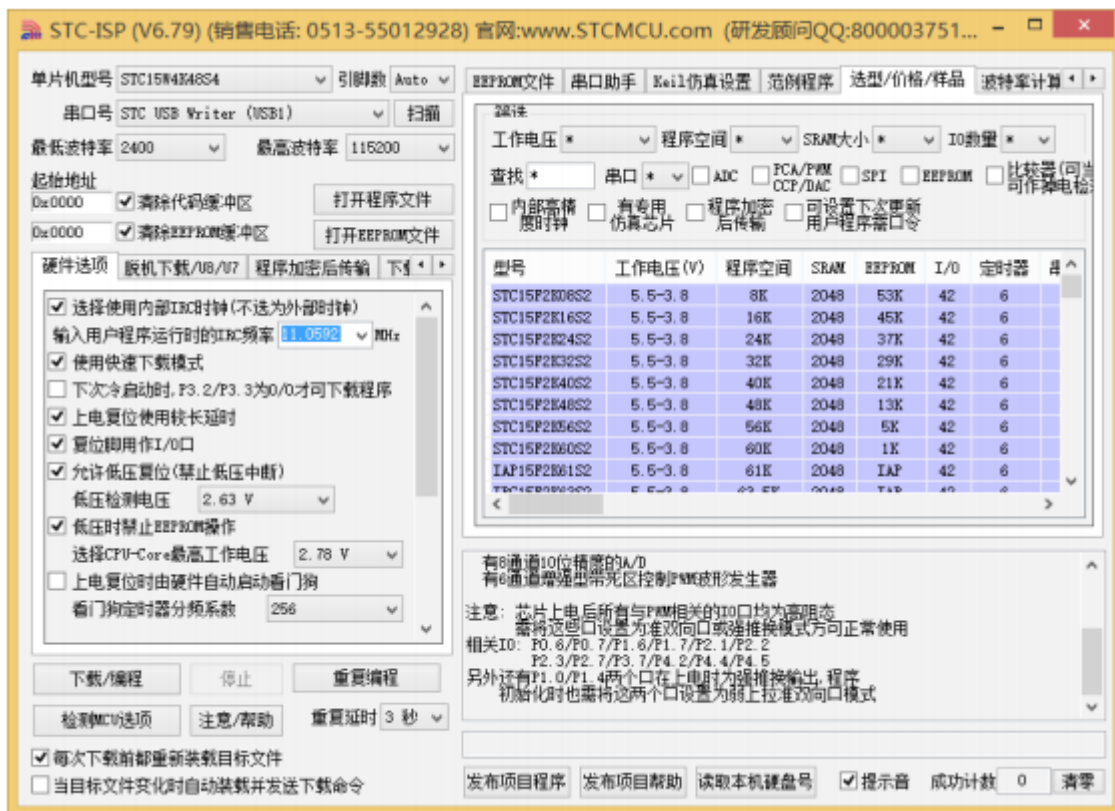 STC-ISP (V6.79) (销售电话: 0513-55012928) 官网:www.STCMCU.com (研发顾问QQ:800003751...
单片机型号 STC15W4K48S4 引脚数 Auto
串口号 STC USB Writer (USB1) 扫描
最低波特率 2400 最高波特率 115200
起始地址
0x0000 清除代码缓冲区 打开程序文件
0x0000 清除EEPROM缓冲区 打开EEPROM文件
硬件选项 脱机下载/U8/U7 程序加密后传输
选择使用内部IRC时钟(不选为外部时钟)
输入用户程序运行时的IRC频率 11.0592 MHz
使用快速下载模式
下次冷启动时,P3.2/P3.3为0/0才可下载程序
上电复位使用较长延时
复位脚用作I/O口
允许低压复位(禁止低压中断)
低压检测电压 2.63 V
低压时禁止EEPROM操作
选择CPU-Core最高工作电压 2.78 V
上电复位时由硬件自动启动看门狗
看门狗定时器分频系数 256
下载/编程 停止 重复编程
检测MCU选项 注意/帮助 重复延时 3 秒
每次下载前都重新装载目标文件
当目标文件变化时自动装载并发送下载命令
EEPROM文件 串口助手 Keil仿真设置 范例程序 选型/价格/样品 波特率计算
工作电压 * 程序空间 * SRAM大小 * IO数量 *
查找 * 串口 * ADC PCA/PWM SPI EEPROM 比较器(可当
CCP/DAC 可作掉电检
内部高精 有专用 程序加密 可设置下次更新
度时钟 仿真芯片 后传输 用户程序需口令
型号 工作电压(V) 程序空间 SRAM EEPROM I/O 定时器
STC15F2K08S2 5.5-3.8 8K 2048 53K 42 6
STC15F2K16S2 5.5-3.8 16K 2048 45K 42 6
STC15F2K24S2 5.5-3.8 24K 2048 37K 42 6
STC15F2K32S2 5.5-3.8 32K 2048 29K 42 6
STC15F2K40S2 5.5-3.8 40K 2048 21K 42 6
STC15F2K48S2 5.5-3.8 48K 2048 13K 42 6
STC15F2K56S2 5.5-3.8 56K 2048 5K 42 6
STC15F2K60S2 5.5-3.8 60K 2048 1K 42 6
IAP15F2K61S2 5.5-3.8 61K 2048 IAP 42 6
有8通道10位精度的A/D
有6通道增强型带死区控制PWM波形发生器
注意: 芯片上电后所有与PWM相关的IO口均为高阻态
需将这些口设置为准双向口或强推挽模式方可正常使用
相关IO: P0.6/P0.7/P1.6/P1.7/P2.1/P2.2
P2.3/P2.7/P3.7/P4.2/P4.4/P4.5
另外还有P1.0/P1.4两个口在上电时为强推挽输出,程序
初始化时也需将这两个口设置为弱上拉准双向口模式
发布项目程序 发布项目帮助 读取本机硬盘号 提示音 成功计数 0 清零